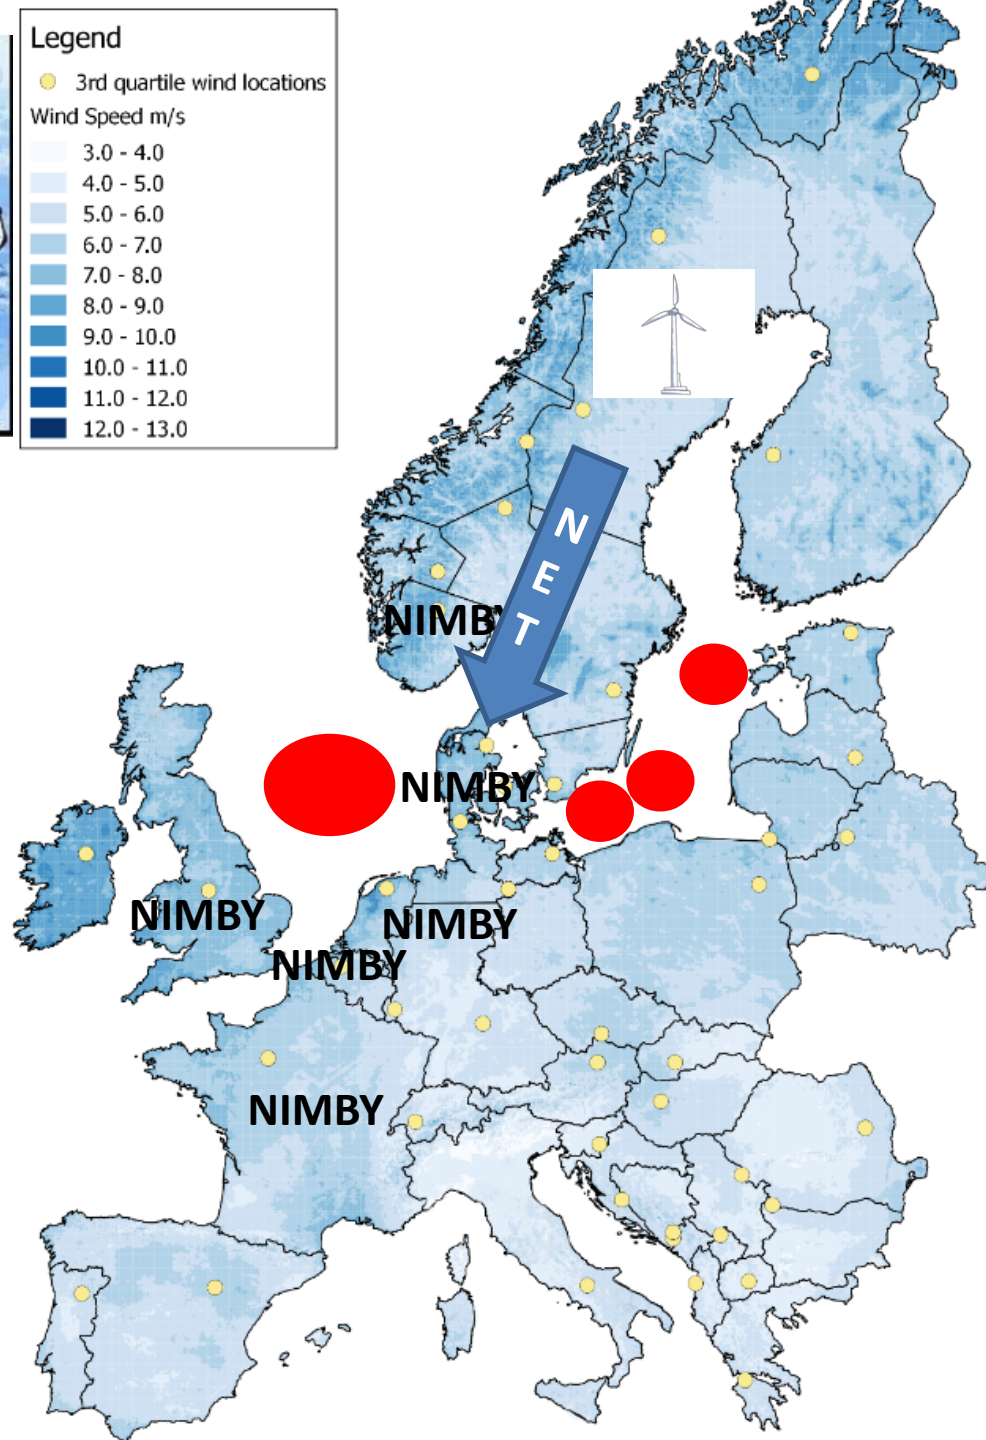 Legend
3rd quartile wind locations
Wind Speed m/s
3.0 - 4.0
4.0 - 5.0
5.0 - 6.0
6.0 - 7.0
7.0 - 8.0
8.0 - 9.0
9.0 - 10.0
10.0 - 11.0
11.0 - 12.0
12.0 - 13.0
N
E
T
NIMBY
NIMBY
NIMBY
NIMBY
NIMBY
NIMBY